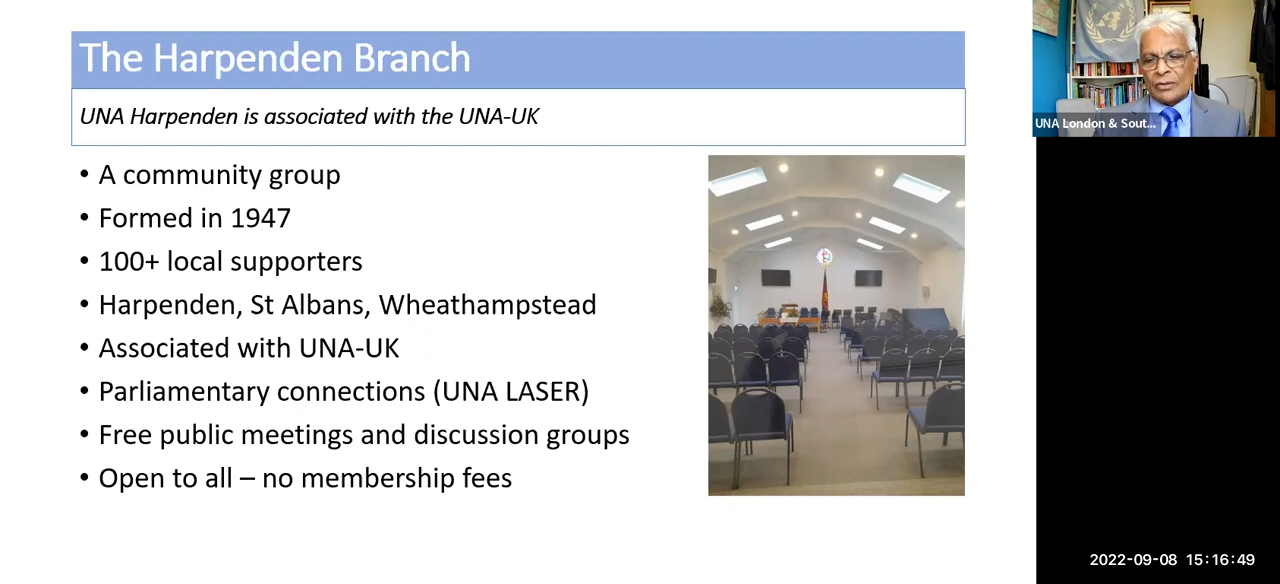 The Harpenden Branch
UNA Harpenden is associated with the UNA-UK
• A community group
• Formed in 1947
• 100+ local supporters
• Harpenden, St Albans, Wheathampstead
• Associated with UNA-UK
• Parliamentary connections (UNA LASER)
• Free public meetings and discussion groups
• Open to all – no membership fees
UNA London & Sout...
2022-09-08 15:16:49